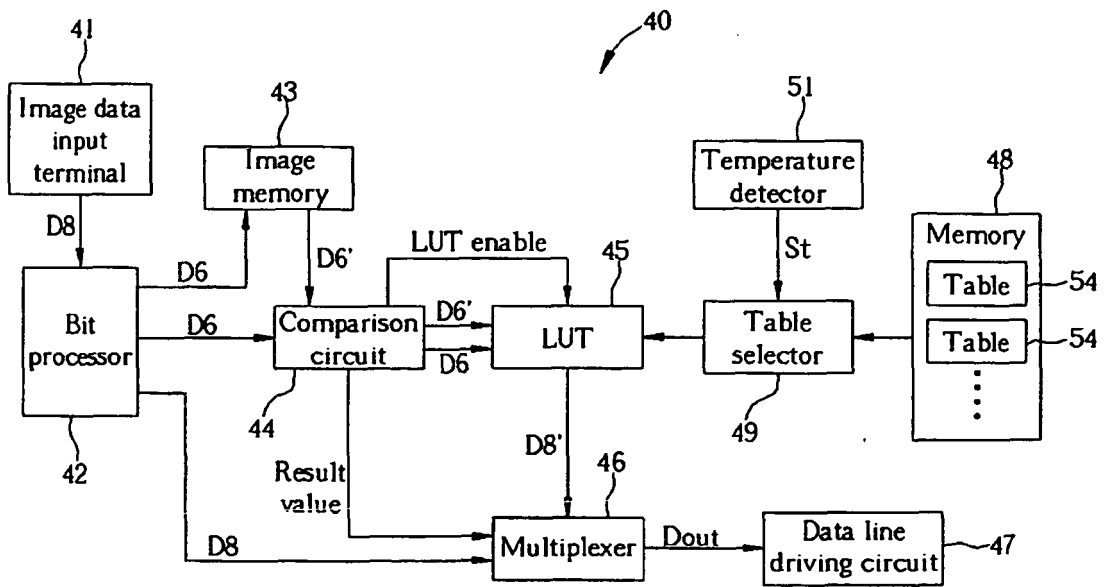 40
41
Image data
input
terminal
D8
43
Image
memory
51
Temperature
detector
48
Memory
Table
54
Table
54
St
D6
D6'
LUT enable
45
Bit
processor
D6
Comparison
circuit
D6'
D6
LUT
Table
selector
42
44
49
D8'
Result
value
46
D8
Multiplexer
Dout
Data line
driving circuit
47